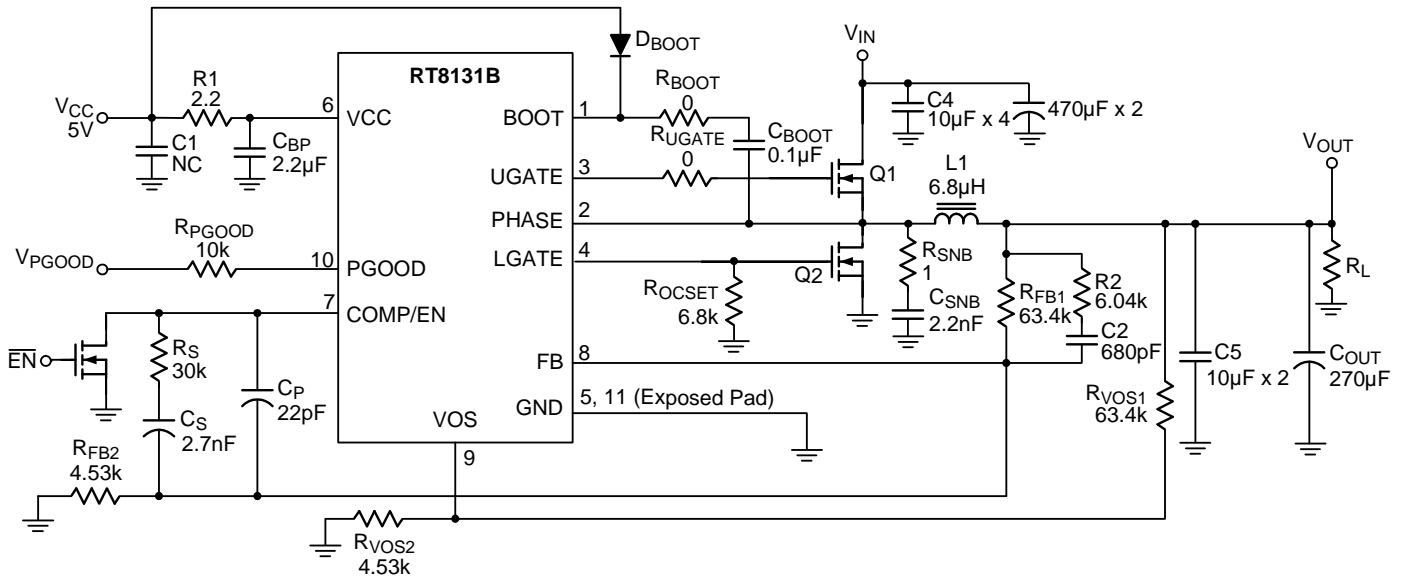 RT8131B
VCC
5V
R1
2.2
C1
NC
CBP
2.2µF
6
VCC
DBOOT
BOOT
1
RBOOT
0
RUGATE
0
CBOOT
0.1µF
UGATE
3
VIN
C4
10µF x 4
470µF x 2
Q1
L1
6.8µH
VOUT
PHASE
2
VPGOOD
RPGOOD
10k
10
PGOOD
LGATE
4
Q2
ROCSET
6.8k
RSNB
1
CSNB
2.2nF
RFB1
63.4k
R2
6.04k
C2
680pF
RL
7
COMP/EN
EN
RS
30k
CS
2.7nF
CP
22pF
FB
8
C5
10µF x 2
COUT
270µF
RVOS1
63.4k
GND
5, 11 (Exposed Pad)
VOS
9
RFB2
4.53k
RVOS2
4.53k